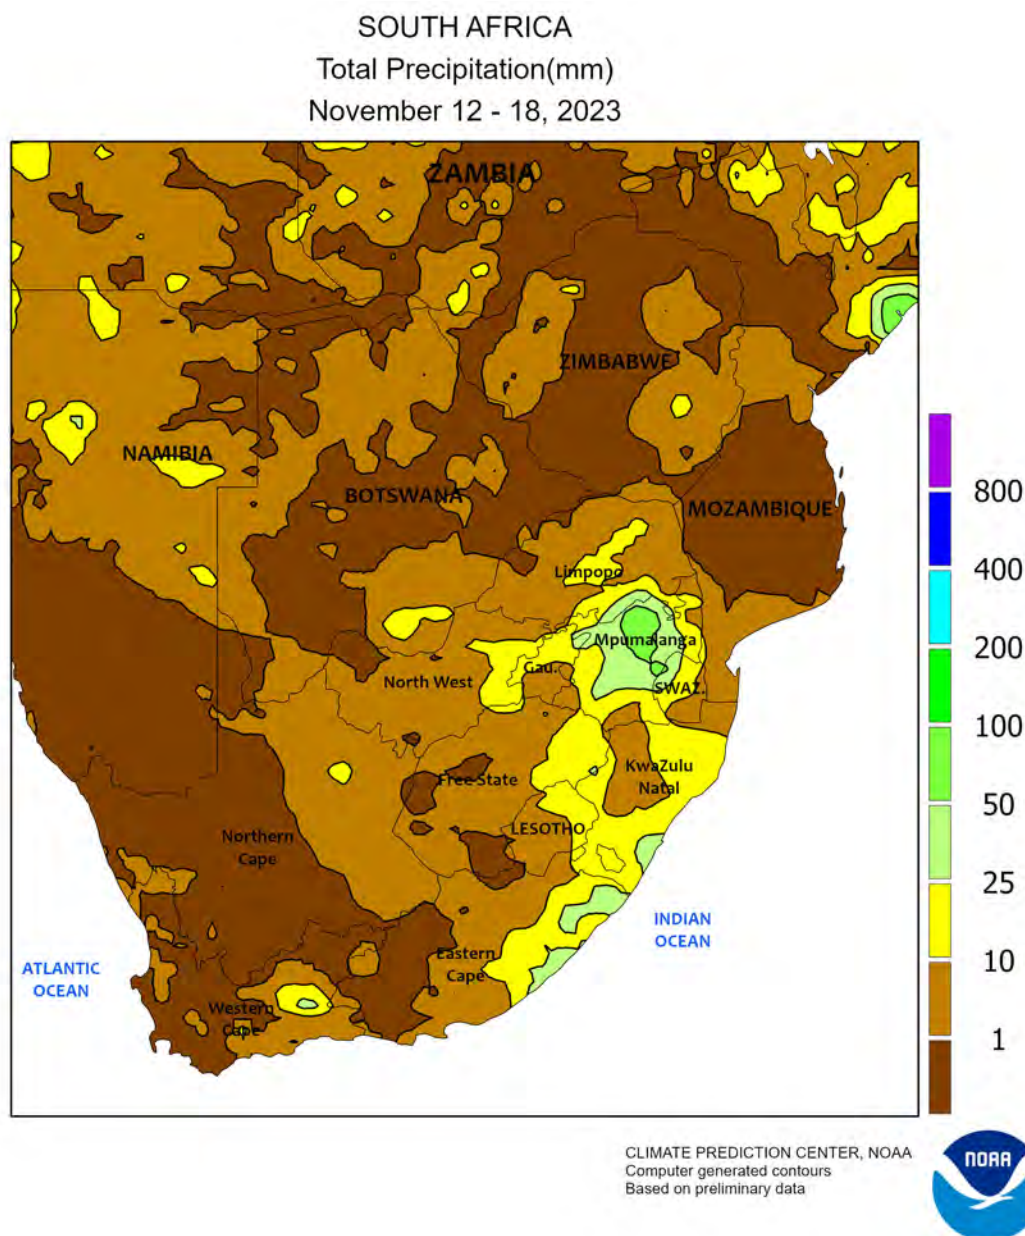 SOUTH AFRICA
Total Precipitation(mm)
November 12 - 18, 2023
ZAMBIA
ZIMBABWE
NAMIBIA
BOTSWANA
MOZAMBIQUE
Limpopo
Mpumalanga
Gau.
North West
SWAZ.
KwaZulu
Natal
Free State
LESOTHO
Northern
Cape
INDIAN
OCEAN
Eastern
Cape
ATLANTIC
OCEAN
Western
Cape
800
400
200
100
50
25
10
1
CLIMATE PREDICTION CENTER, NOAA
Computer generated contours
Based on preliminary data
NOAA